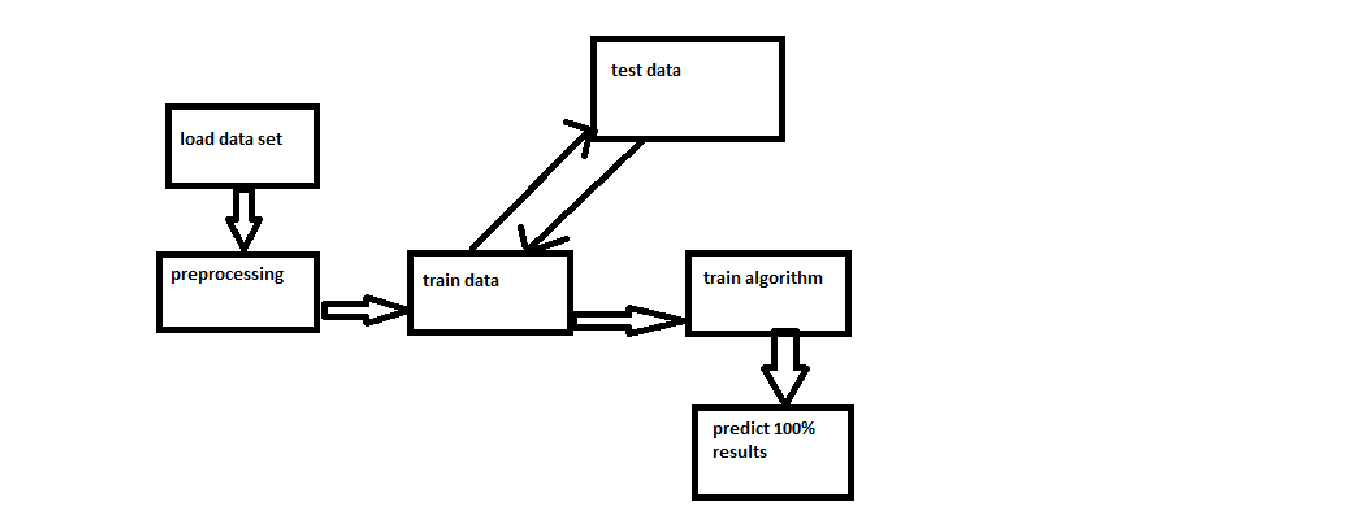 test data
load data set
preprocessing
train data
train algorithm
predict 100%
results